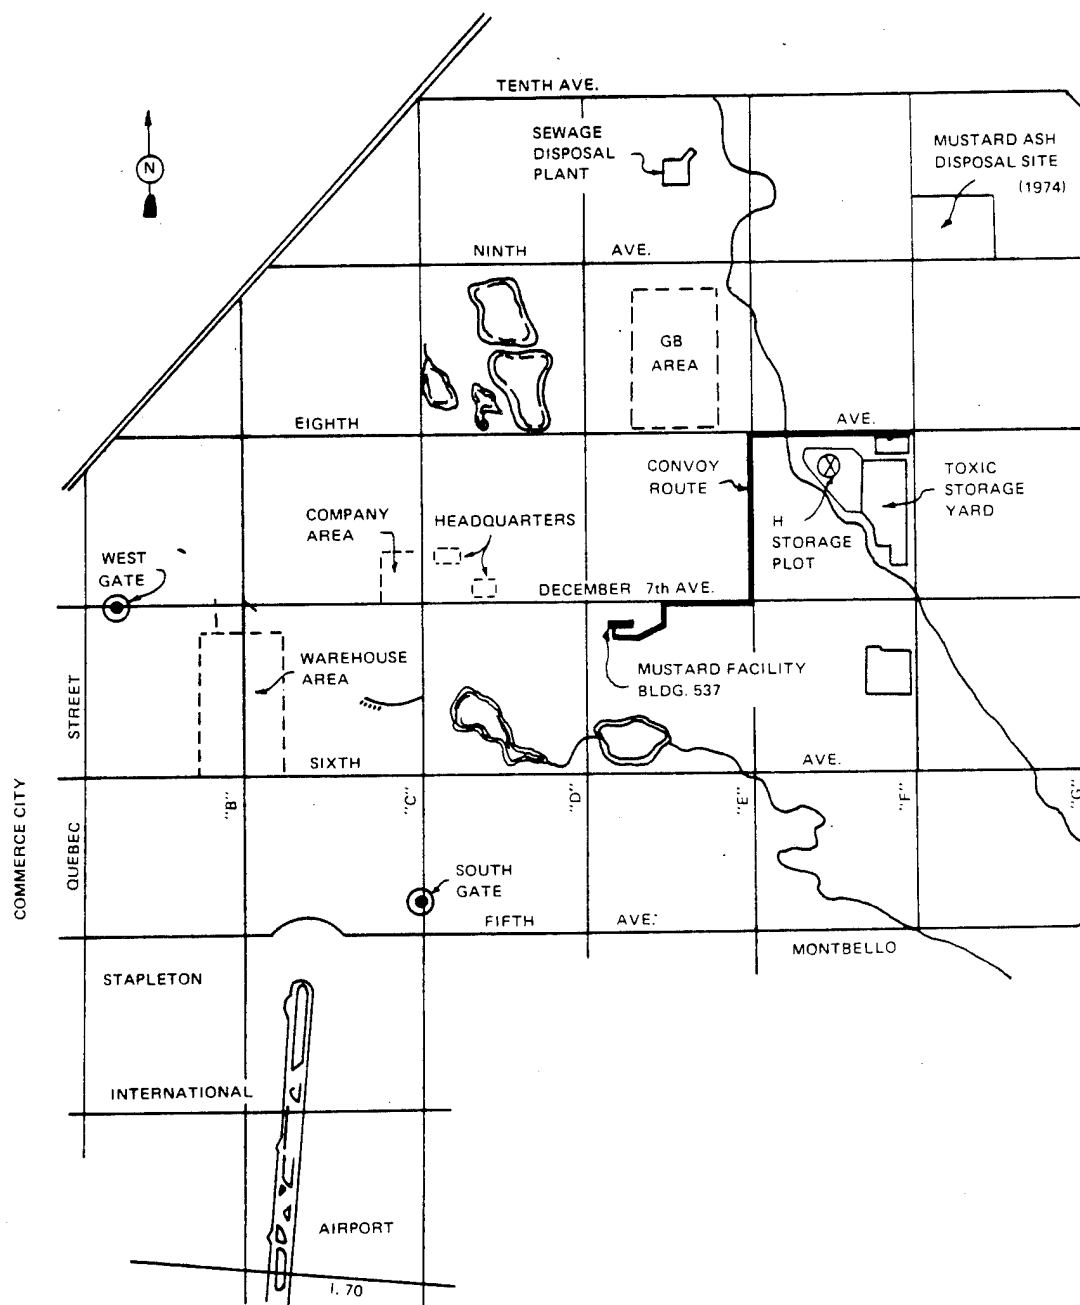 TENTH AVE.
SEWAGE
DISPOSAL
PLANT
MUSTARD ASH
DISPOSAL SITE
(1974)
N
NINTH AVE.
GB
AREA
EIGHTH AVE.
CONVOY
ROUTE
TOXIC
STORAGE
YARD
COMPANY
AREA
HEADQUARTERS
H
STORAGE
PLOT
WEST
GATE
DECEMBER 7th AVE.
WAREHOUSE
AREA
MUSTARD FACILITY
BLDG. 537
SIXTH AVE.
COMMERCE CITY
QUEBEC STREET
"B"
"C"
"D"
"E"
"F"
"G"
SOUTH
GATE
FIFTH AVE.
MONTBELLO
STAPLETON
INTERNATIONAL
AIRPORT
I. 70